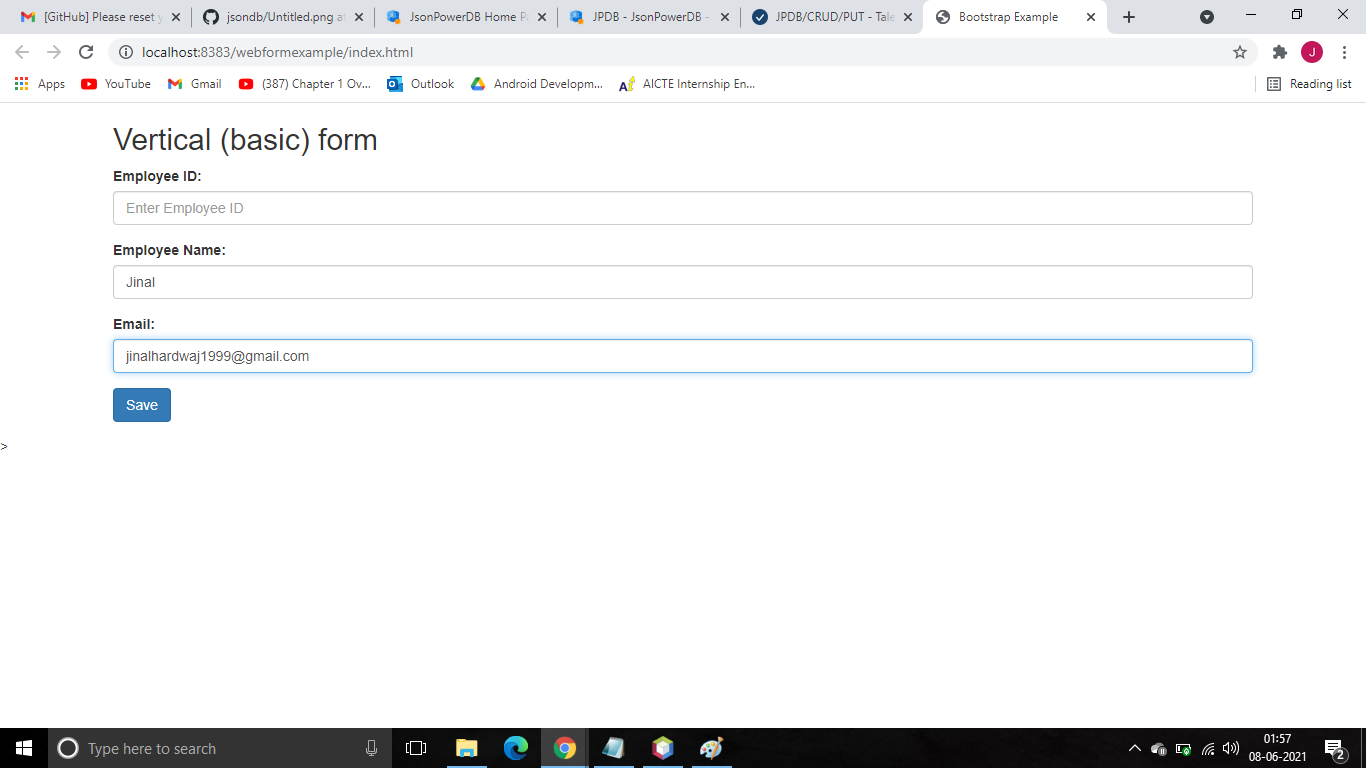 [GitHub] Please reset y
jsondb/Untitled.png at
JsonPowerDB Home P
JPDB - JsonPowerDB -
JPDB/CRUD/PUT - Tale
Bootstrap Example
localhost:8383/webformexample/index.html
J
Apps
YouTube
Gmail
(387) Chapter 1 Ov...
Outlook
Android Developm...
AICTE Internship En...
Reading list
Vertical (basic) form
Employee ID:
Enter Employee ID
Employee Name:
Jinal
Email:
jinalhardwaj1999@gmail.com
Save
>
Type here to search
01:57
08-06-2021
2